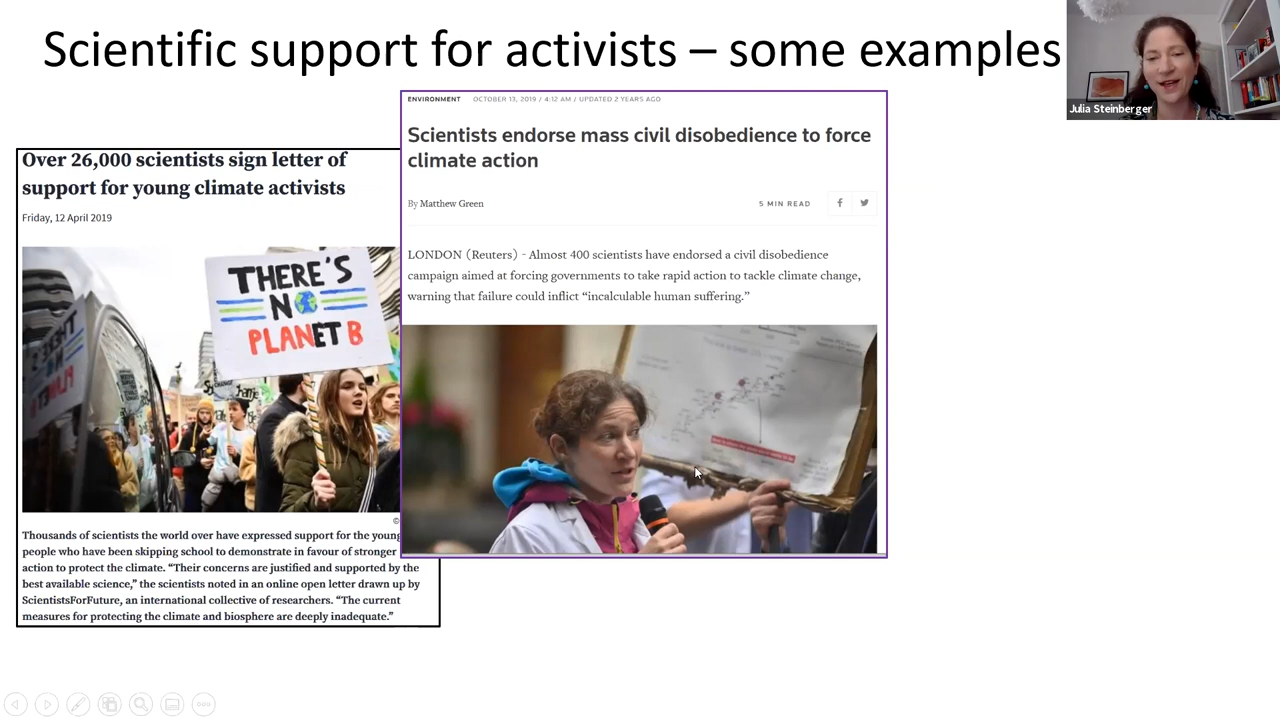 Scientific support for activists – some examples
Julia Steinberger
Over 26,000 scientists sign letter of
support for young climate activists
Friday, 12 April 2019
THERE'S
NO
PLANET B
©
Thousands of scientists the world over have expressed support for the young
people who have been skipping school to demonstrate in favour of stronger
action to protect the climate. “Their concerns are justified and supported by the
best available science,” the scientists noted in an online open letter drawn up by
ScientistsForFuture, an international collective of researchers. “The current
measures for protecting the climate and biosphere are deeply inadequate.”
ENVIRONMENT OCTOBER 13, 2019 / 4:12 AM / UPDATED 2 YEARS AGO
Scientists endorse mass civil disobedience to force
climate action
By Matthew Green
5 MIN READ
LONDON (Reuters) - Almost 400 scientists have endorsed a civil disobedience
campaign aimed at forcing governments to take rapid action to tackle climate change,
warning that failure could inflict “incalculable human suffering.”